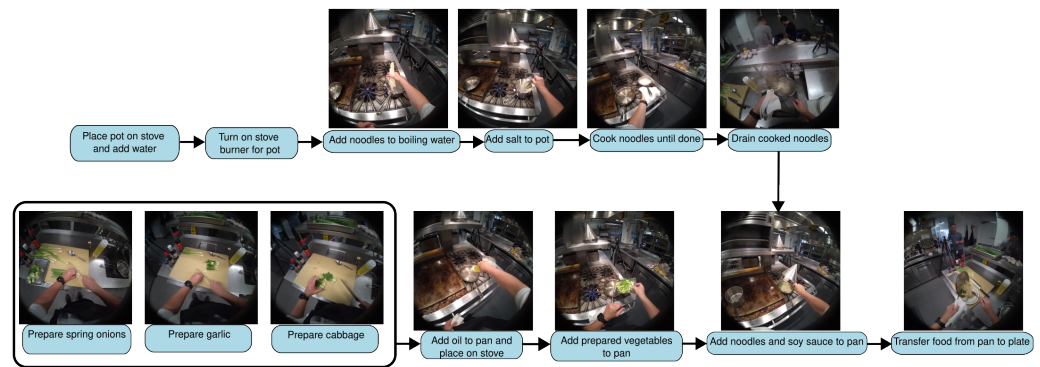 Place pot on stove
and add water
Turn on stove
burner for pot
Add noodles to boiling water
Add salt to pot
Cook noodles until done
Drain cooked noodles
Prepare spring onions
Prepare garlic
Prepare cabbage
Add oil to pan and
place on stove
Add prepared vegetables
to pan
Add noodles and soy sauce to pan
Transfer food from pan to plate